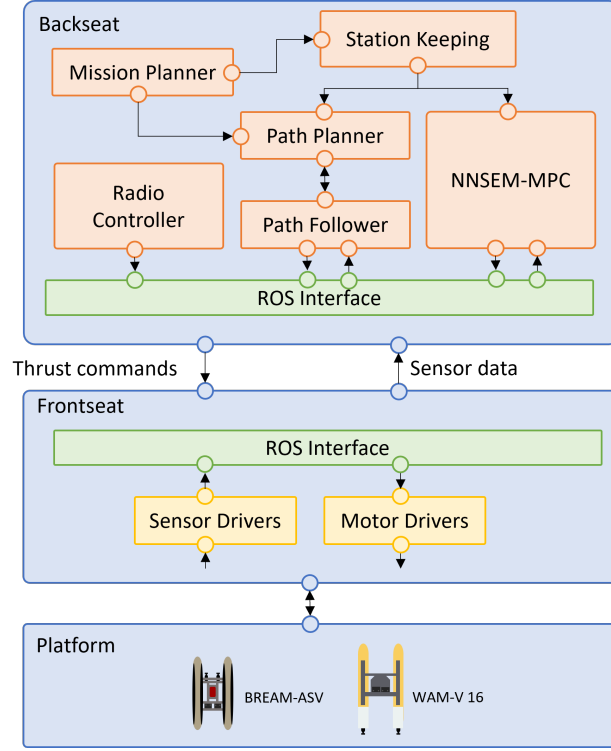 Backseat
Station Keeping
Mission Planner
Path Planner
NNSEM-MPC
Radio
Controller
Path Follower
ROS Interface
Thrust commands
Sensor data
Frontseat
ROS Interface
Sensor Drivers
Motor Drivers
Platform
BREAM-ASV
WAM-V 16